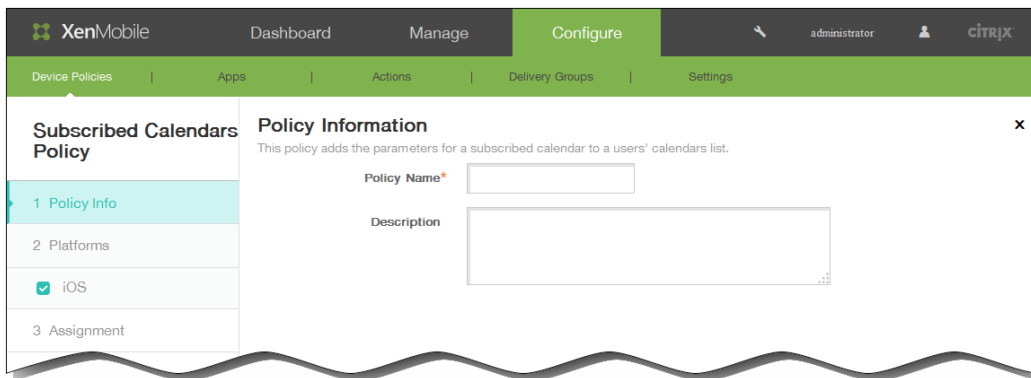 XenMobile Dashboard Manage Configure administrator CITRIX
Device Policies | Apps | Actions | Delivery Groups | Settings
Subscribed Calendars Policy
1 Policy Info
2 Platforms
iOS
3 Assignment
Policy Information
x
This policy adds the parameters for a subscribed calendar to a users' calendars list.
Policy Name*
Description